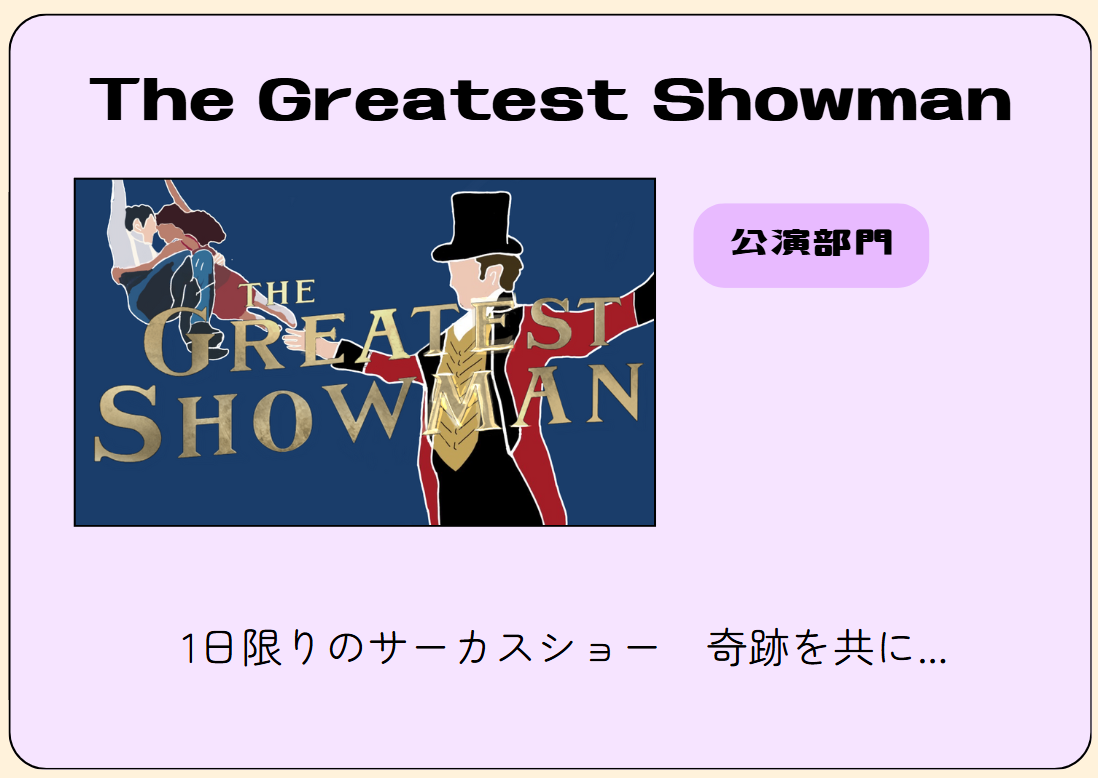 The Greatest Showman
THE
GREATEST
SHOWMAN
公演部門
1日限りのサーカスショー　奇跡を共に...